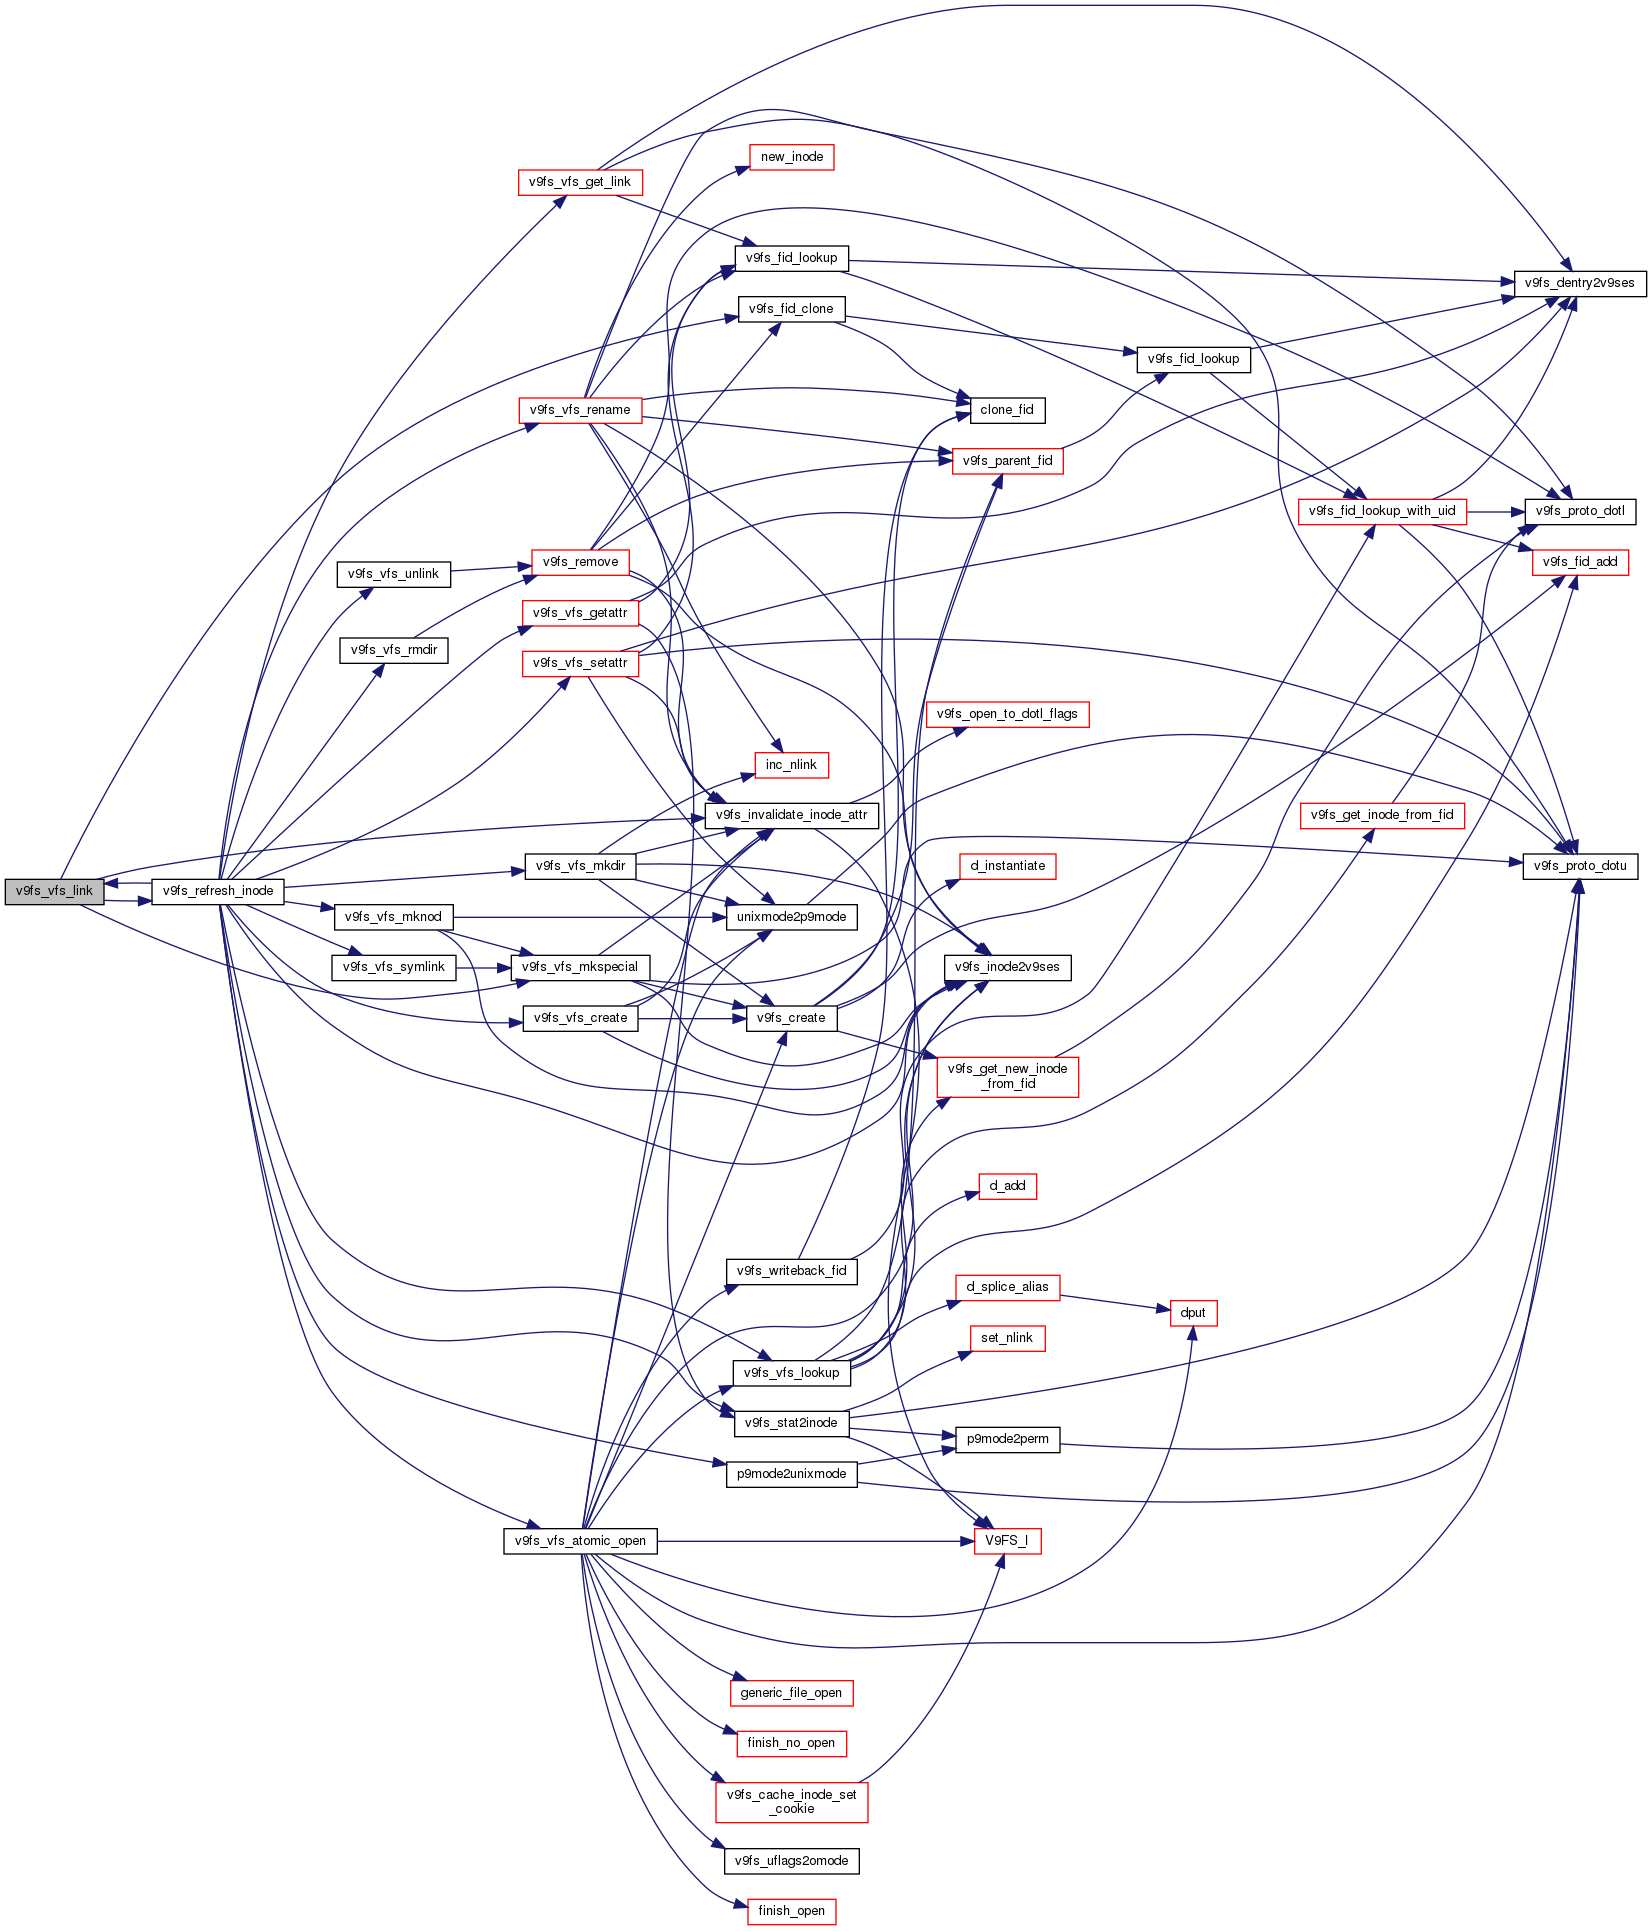 v9fs_vfs_link
v9fs_refresh_inode
v9fs_vfs_unlink
v9fs_vfs_rmdir
v9fs_vfs_mknod
v9fs_vfs_symlink
v9fs_vfs_get_link
v9fs_vfs_rename
v9fs_remove
v9fs_vfs_getattr
v9fs_vfs_setattr
v9fs_vfs_mkdir
v9fs_vfs_mkspecial
v9fs_vfs_create
v9fs_vfs_atomic_open
new_inode
v9fs_fid_lookup
v9fs_fid_clone
inc_nlink
v9fs_invalidate_inode_attr
unixmode2p9mode
v9fs_create
v9fs_writeback_fid
v9fs_vfs_lookup
v9fs_stat2inode
p9mode2unixmode
generic_file_open
finish_no_open
v9fs_cache_inode_set
_cookie
v9fs_uflags2omode
finish_open
clone_fid
v9fs_parent_fid
v9fs_open_to_dotl_flags
d_instantiate
v9fs_inode2v9ses
v9fs_get_new_inode
_from_fid
d_add
d_splice_alias
set_nlink
p9mode2perm
V9FS_I
v9fs_fid_lookup
dput
v9fs_fid_lookup_with_uid
v9fs_get_inode_from_fid
v9fs_dentry2v9ses
v9fs_proto_dotl
v9fs_fid_add
v9fs_proto_dotu